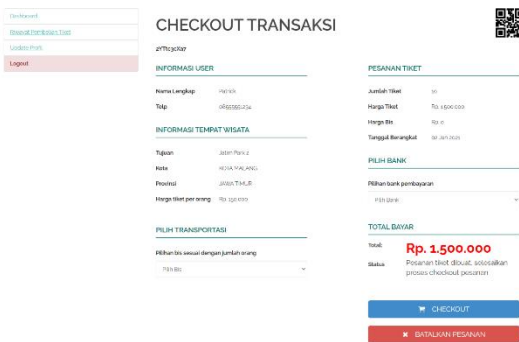 Dashboard
Riwayat Pembelian Tiket
Update Profil
Logout
CHECKOUT TRANSAKSI
INFORMASI USER
Nama Lengkap
Telp
INFORMASI TEMPAT WISATA
Tujuan Jatim Park 2
Kota KOTA MALANG
Provinsi JAWA TIMUR
Harga tiket per orang Rp. 150.000
PILIH TRANSPORTASI
Pilihan bis sesuai dengan jumlah orang
Pilih Bis
PESANAN TIKET
Jumlah Tiket 10
Harga Tiket Rp. 1.500.000
Harga Bis Rp. 0
Tanggal Berangkat
PILIH BANK
Pilihan bank pembayaran
Pilih Bank
TOTAL BAYAR
Total: Rp. 1.500.000
Status Pesanan tiket dibuat, selesaikan
proses checkout pesanan
CHECKOUT
BATALKAN PESANAN